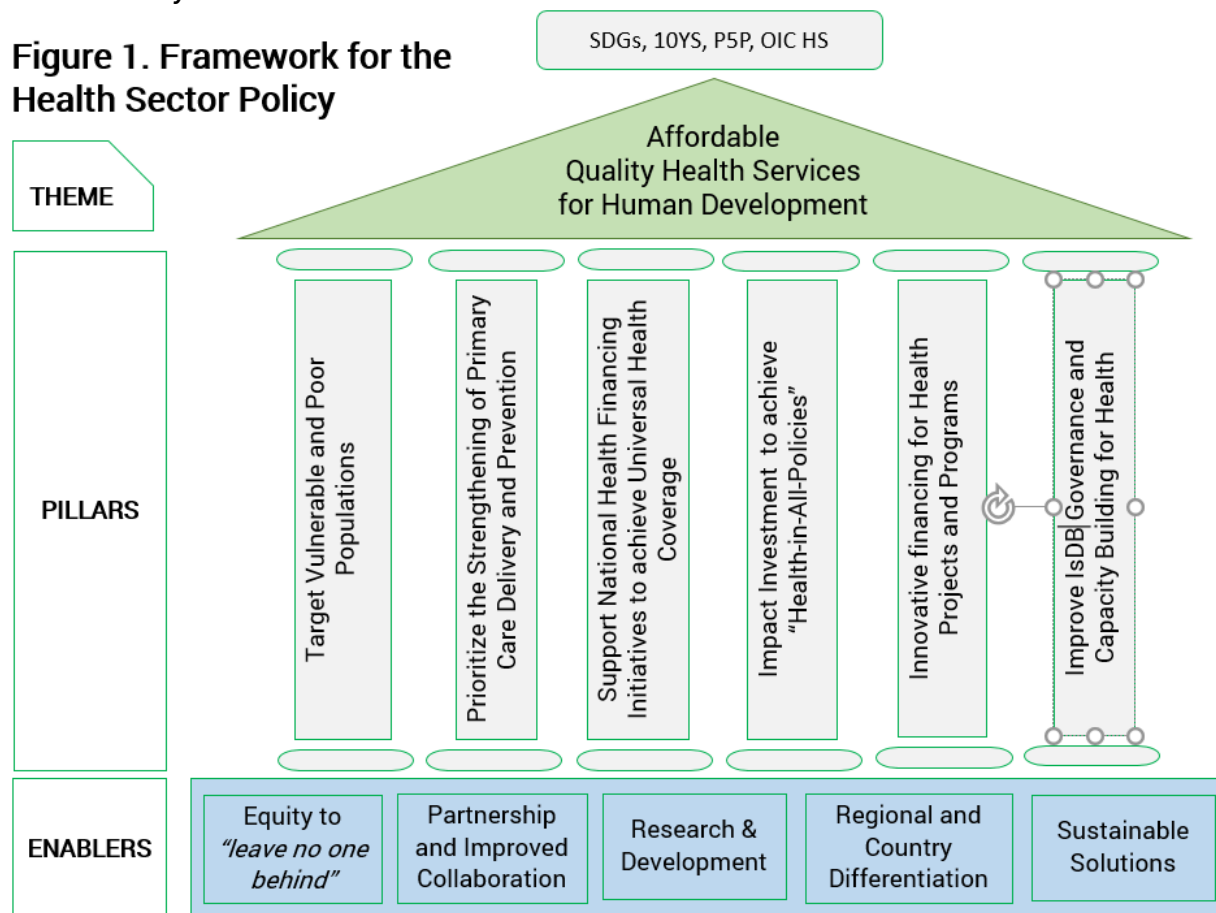 Figure 1. Framework for the
Health Sector Policy
SDGs, 10YS, P5P, OIC HS
THEME
Affordable
Quality Health Services
for Human Development
PILLARS
Target Vulnerable and Poor
Populations
Prioritize the Strengthening of Primary
Care Delivery and Prevention
Support National Health Financing
Initiatives to achieve Universal Health
Coverage
Impact Investment to achieve
“Health-in-All-Policies”
Innovative financing for Health
Projects and Programs
Improve IsDB Governance and
Capacity Building for Health
ENABLERS
Equity to
“leave no one
behind”
Partnership
and Improved
Collaboration
Research &
Development
Regional and
Country
Differentiation
Sustainable
Solutions